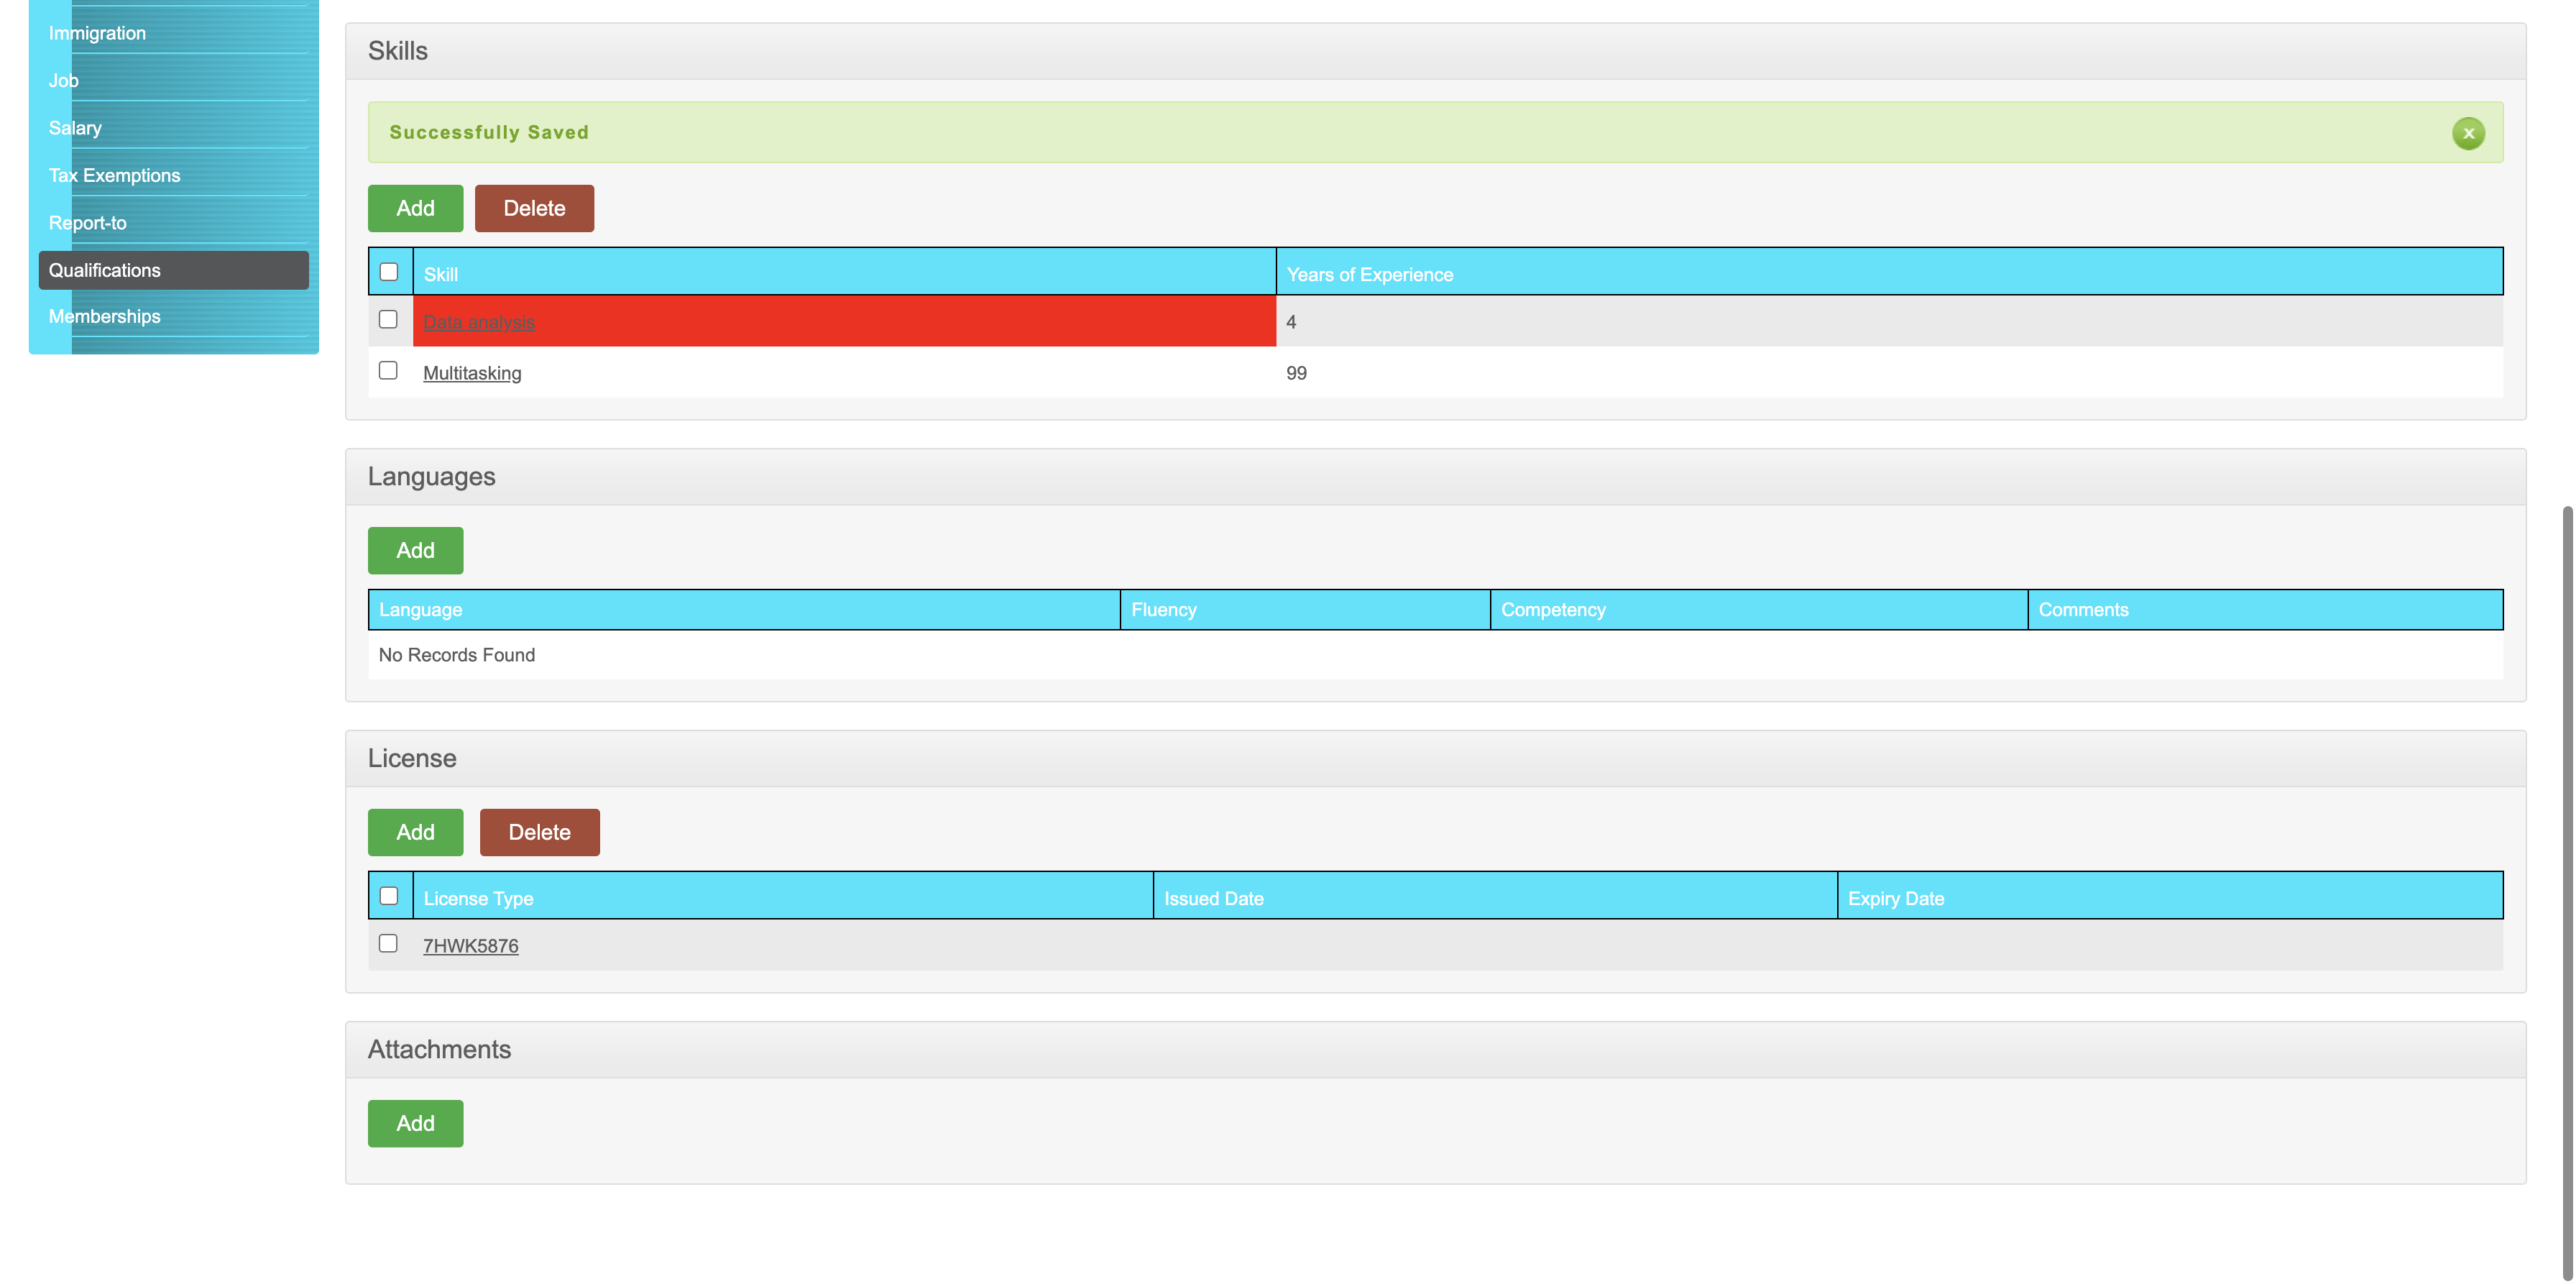 Immigration
Job
Salary
Tax Exemptions
Report-to
Qualifications
Memberships
Skills
Successfully Saved
x
Add Delete
Skill Years of Experience
Data analysis 4
Multitasking 99
Languages
Add
Language Fluency Competency Comments
No Records Found
License
Add Delete
License Type Issued Date Expiry Date
7HWK5876
Attachments
Add